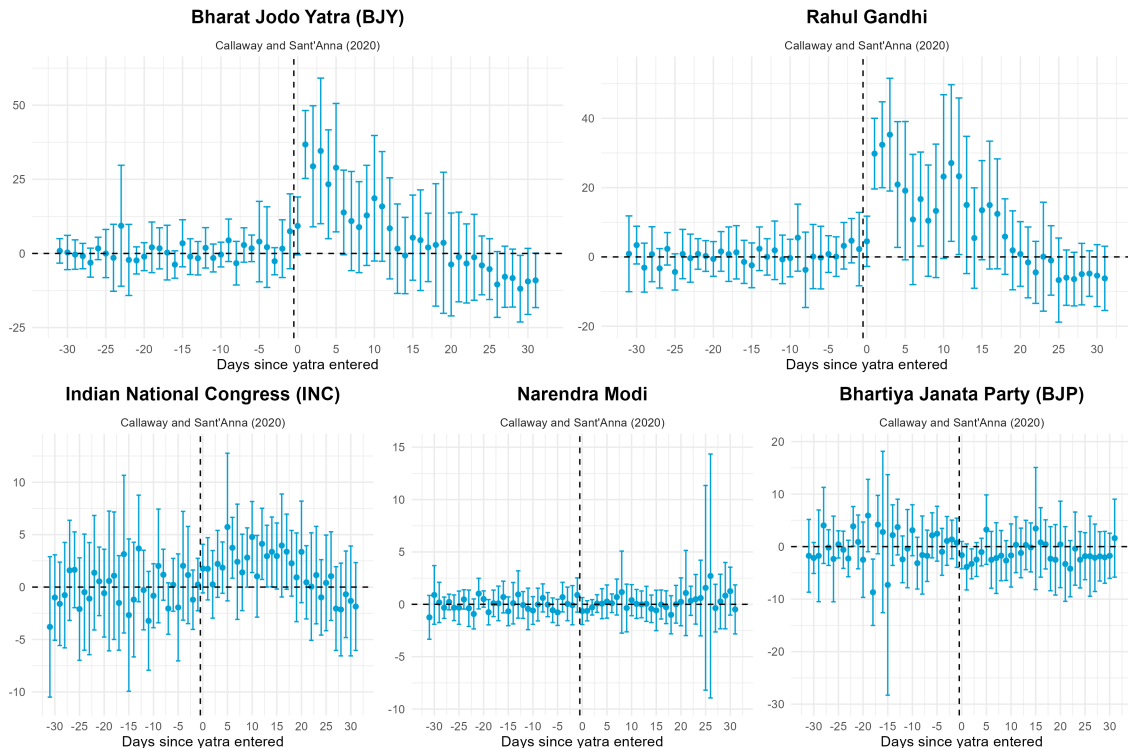 Bharat Jodo Yatra (BJY)
Callaway and Sant'Anna (2020)
50
25
0
-25
-30 -25 -20 -15 -10 -5 0 5 10 15 20 25 30
Days since yatra entered
Rahul Gandhi
Callaway and Sant'Anna (2020)
40
20
0
-20
-30 -25 -20 -15 -10 -5 0 5 10 15 20 25 30
Days since yatra entered
Indian National Congress (INC)
Callaway and Sant'Anna (2020)
10
5
0
-5
-10
-30 -25 -20 -15 -10 -5 0 5 10 15 20 25 30
Days since yatra entered
Narendra Modi
Callaway and Sant'Anna (2020)
15
10
5
0
-5
-10
-30 -25 -20 -15 -10 -5 0 5 10 15 20 25 30
Days since yatra entered
Bhartiya Janata Party (BJP)
Callaway and Sant'Anna (2020)
20
10
0
-10
-20
-30
-30 -25 -20 -15 -10 -5 0 5 10 15 20 25 30
Days since yatra entered